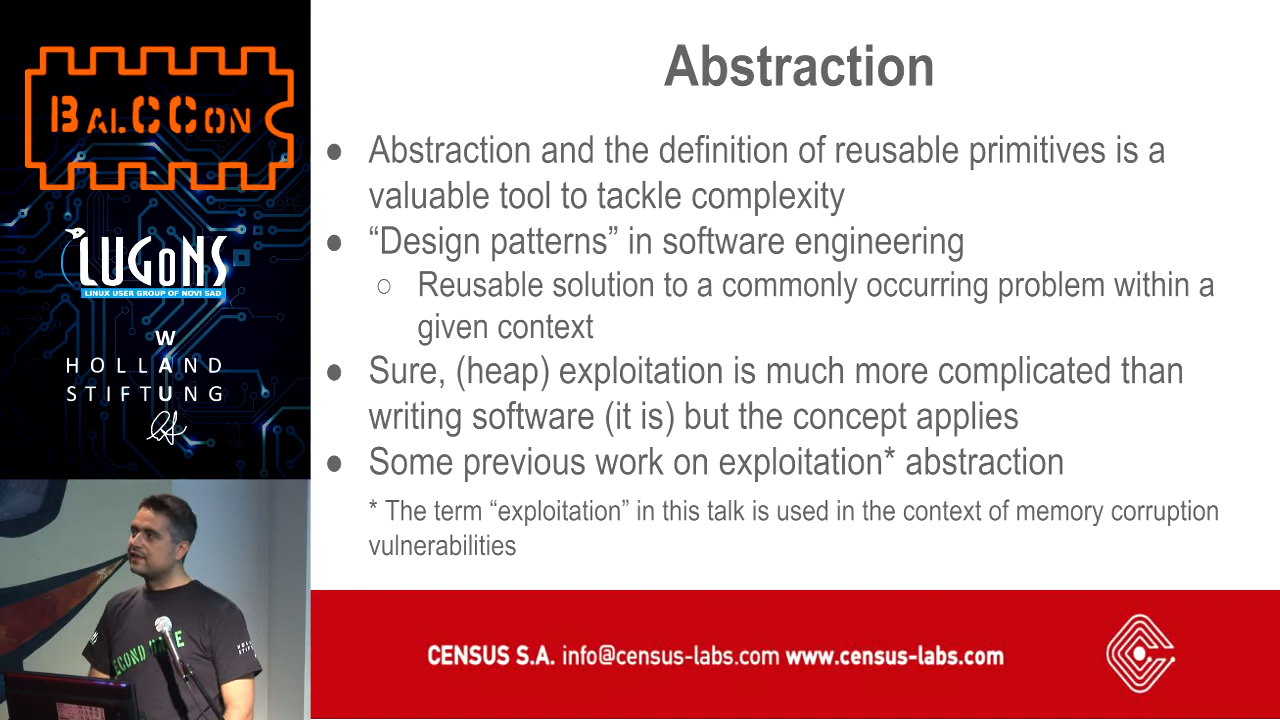 BALCCON
LUGONS
LINUX USER GROUP OF NOVI SAD
W
HOLLAND
STIFTUNG
Abstraction
● Abstraction and the definition of reusable primitives is a
valuable tool to tackle complexity
● “Design patterns” in software engineering
○ Reusable solution to a commonly occurring problem within a
given context
● Sure, (heap) exploitation is much more complicated than
writing software (it is) but the concept applies
● Some previous work on exploitation* abstraction
* The term “exploitation” in this talk is used in the context of memory corruption
vulnerabilities
CENSUS S.A. info@census-labs.com www.census-labs.com